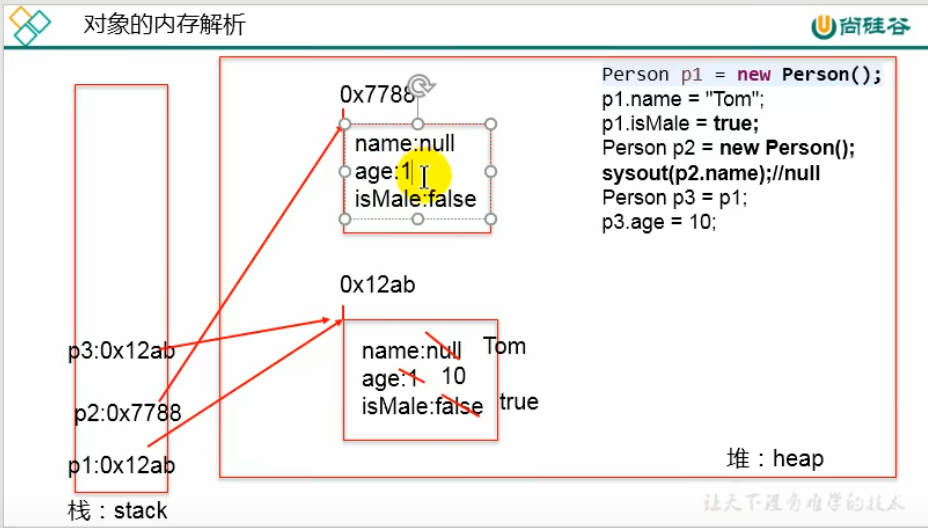 对象的内存解析
尚硅谷
0x7788
name:null
age:1
isMale:false
Person p1 = new Person();
p1.name = "Tom";
p1.isMale = true;
Person p2 = new Person();
sysout(p2.name);//null
Person p3 = p1;
p3.age = 10;
0x12ab
name:null Tom
age:1 10
isMale:false true
p3:0x12ab
p2:0x7788
p1:0x12ab
堆：heap
栈：stack
让天下没有难学的技术